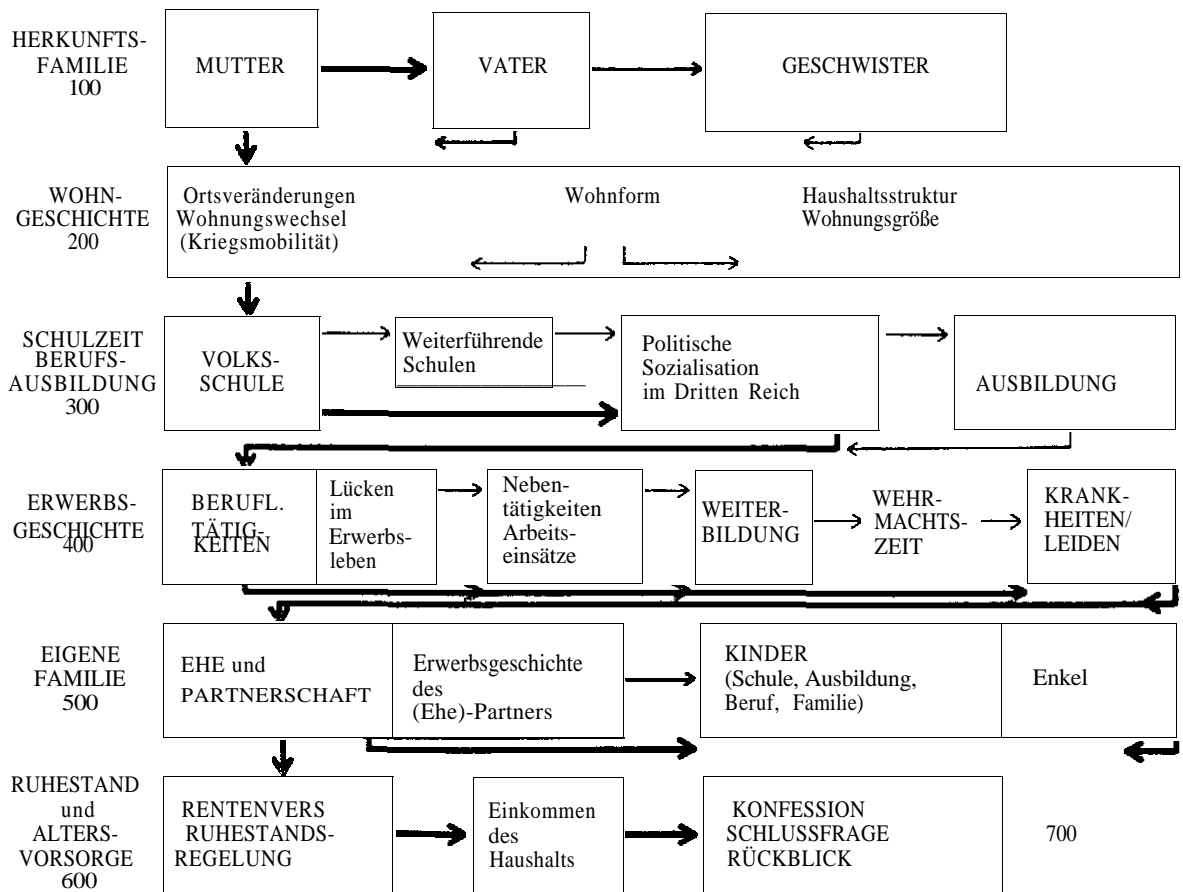 HERKUNFTS-
FAMILIE
100
MUTTER
VATER
GESCHWISTER
WOHN-
GESCHICHTE
200
Ortsveränderungen
Wohnungswechsel
(Kriegsmobilität)
Wohnform
Haushaltsstruktur
Wohnungsgröße
SCHULZEIT
BERUFS-
AUSBILDUNG
300
VOLKS-
SCHULE
Weiterführende
Schulen
Politische
Sozialisation
im Dritten Reich
AUSBILDUNG
ERWERBS-
GESCHICHTE
400
BERUFL.
TÄTIG-
KEITEN
Lücken
im
Erwerbs-
leben
Neben-
tätigkeiten
Arbeits-
einsätze
WEITER-
BILDUNG
WEHR-
MACHTS-
ZEIT
KRANK-
HEITEN/
LEIDEN
EIGENE
FAMILIE
500
EHE und
PARTNERSCHAFT
Erwerbsgeschichte
des
(Ehe)-Partners
KINDER
(Schule, Ausbildung,
Beruf, Familie)
Enkel
RUHESTAND
und
ALTERS-
VORSORGE
600
RENTENVERS
RUHESTANDS-
REGELUNG
Einkommen
des
Haushalts
KONFESSION
SCHLUSSFRAGE
RÜCKBLICK
700